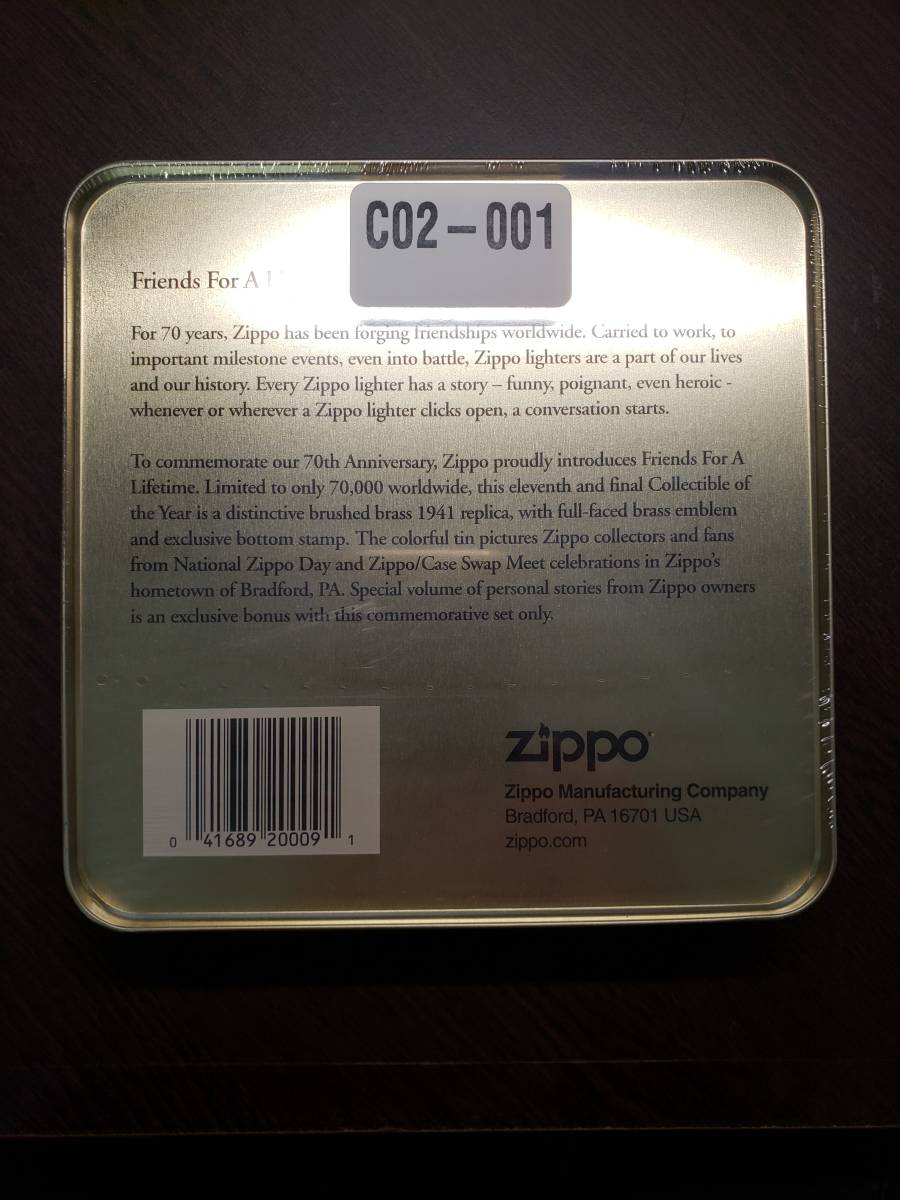 C02-001
Friends For A
For 70 years, Zippo has been forging friendships worldwide. Carried to work, to
important milestone events, even into battle, Zippo lighters are a part of our lives
and our history. Every Zippo lighter has a story – funny, poignant, even heroic -
whenever or wherever a Zippo lighter clicks open, a conversation starts.
To commemorate our 70th Anniversary, Zippo proudly introduces Friends For A
Lifetime. Limited to only 70,000 worldwide, this eleventh and final Collectible of
the Year is a distinctive brushed brass 1941 replica, with full-faced brass emblem
and exclusive bottom stamp. The colorful tin pictures Zippo collectors and fans
from National Zippo Day and Zippo/Case Swap Meet celebrations in Zippo's
hometown of Bradford, PA. Special volume of personal stories from Zippo owners
is an exclusive bonus with this commemorative set only.
0 41689 20009 1
zippo
Zippo Manufacturing Company
Bradford, PA 16701 USA
zippo.com